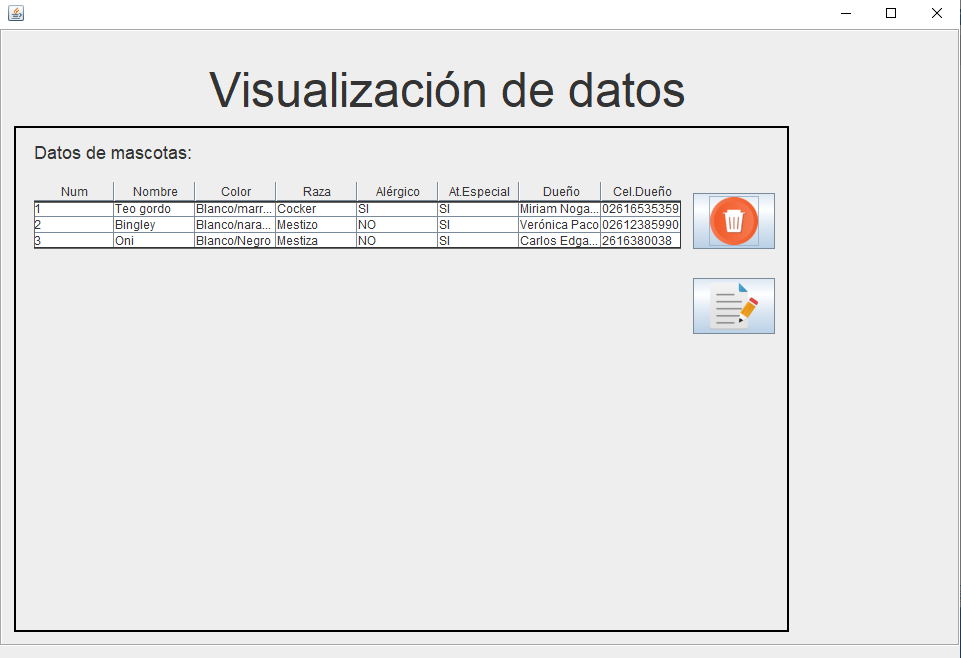 Visualización de datos
Datos de mascotas:
Num Nombre Color Raza Alérgico At.Especial Dueño Cel.Dueño
1 Teo gordo Blanco/marr... Cocker SI SI Miriam Noga... 02616535359
2 Bingley Blanco/nara... Mestizo NO SI Verónica Paco 02612385990
3 Oni Blanco/Negro Mestiza NO SI Carlos Edga... 2616380038